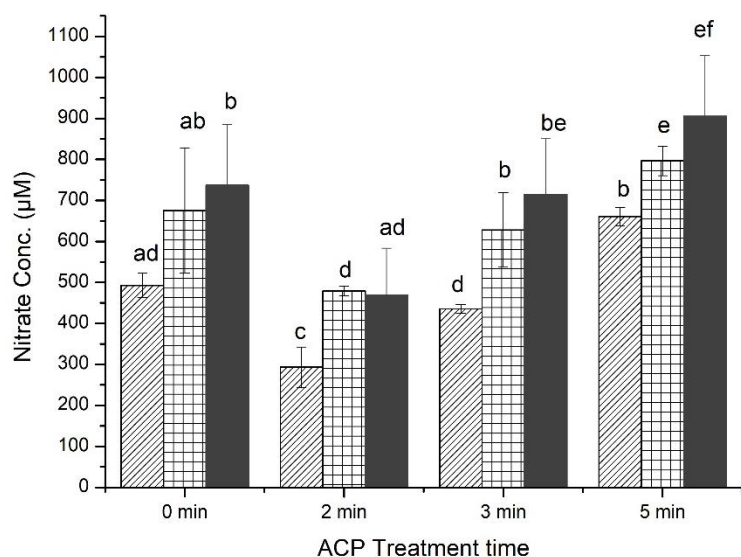 Nitrate Conc. (µM)
1100
1000
900
800
700
600
500
400
300
200
100
0
ad
ab
b
c
d
ad
d
b
be
b
e
ef
0 min
2 min
3 min
5 min
ACP Treatment time